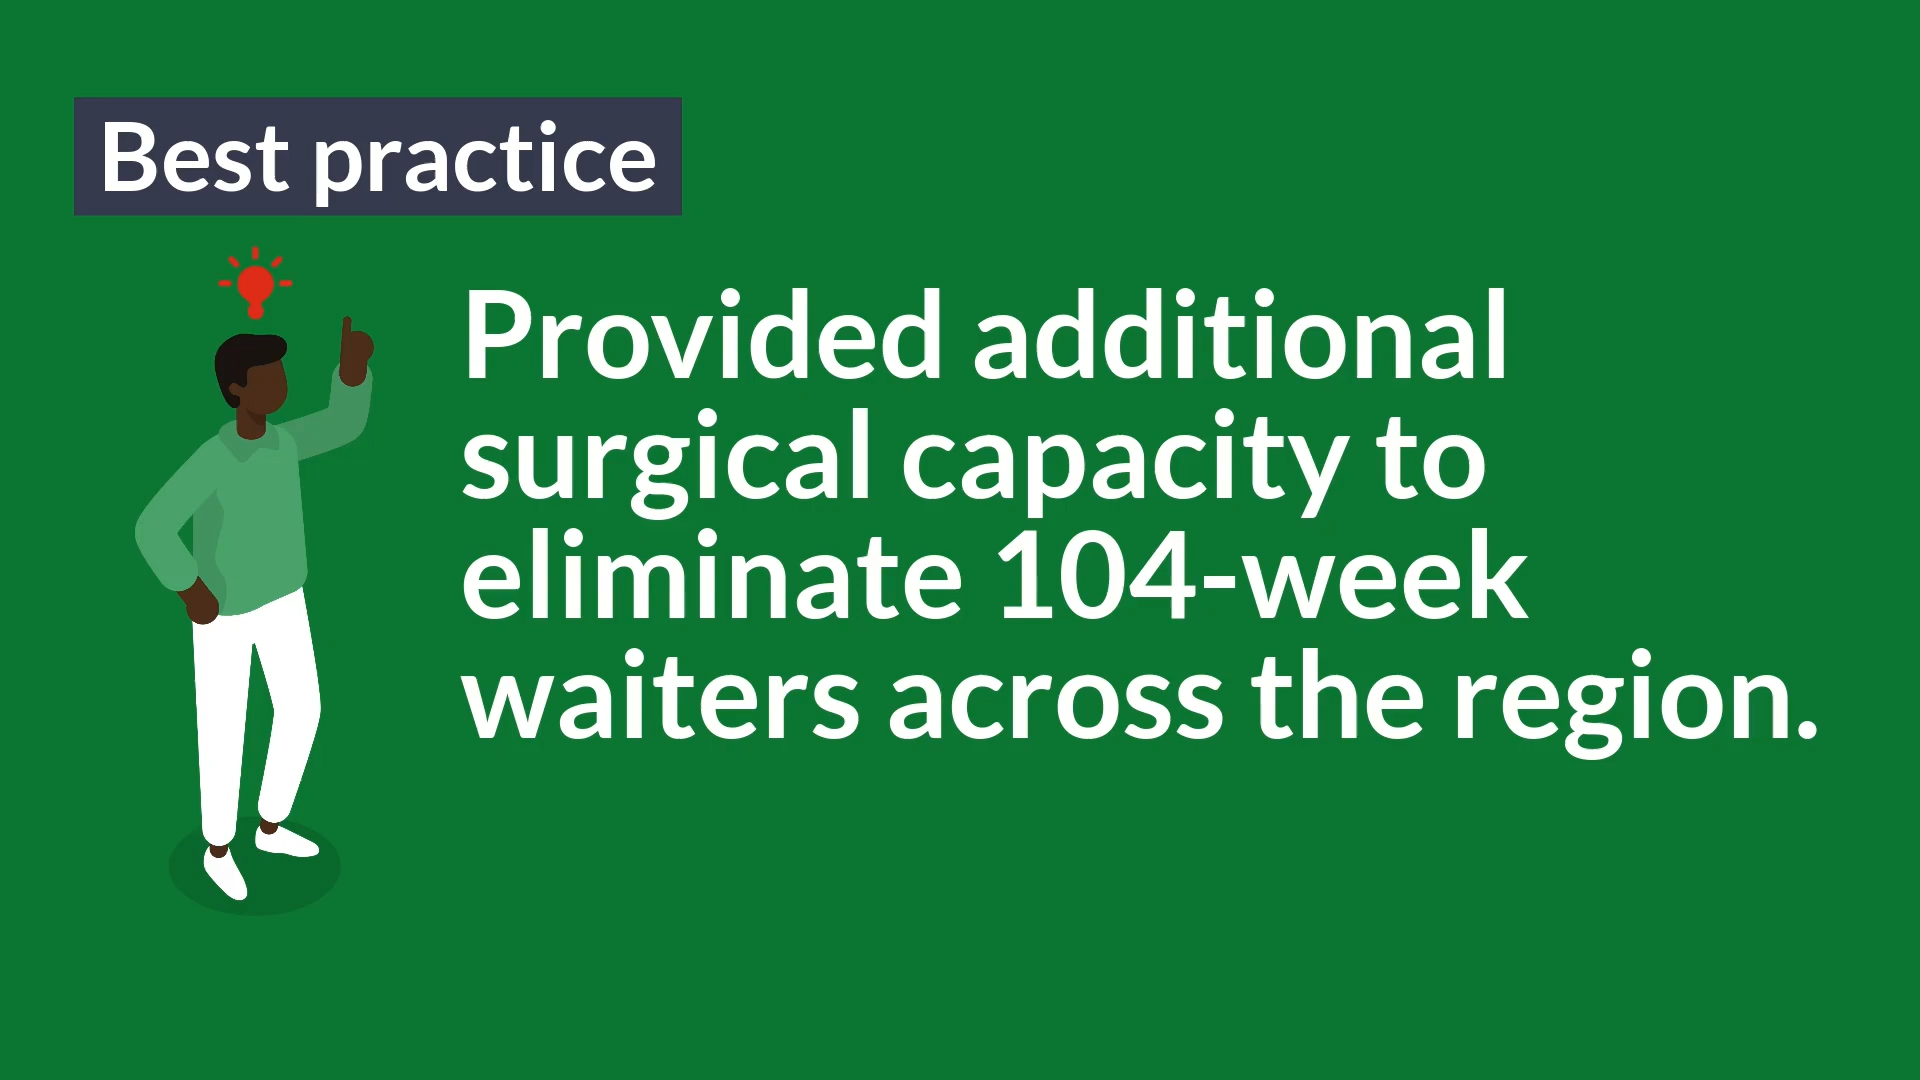 Best practice
Provided additional
surgical capacity to
eliminate 104-week
waiters across the region.